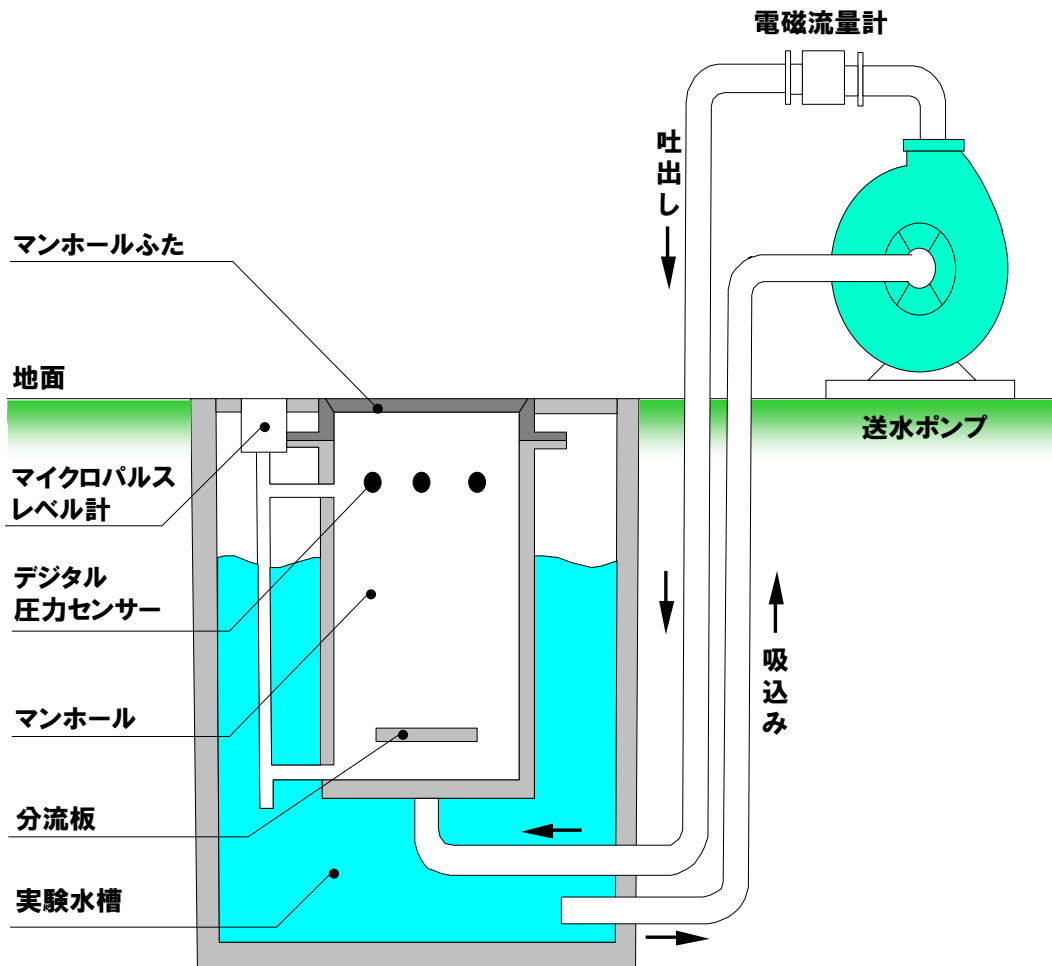 電磁流量計
吐出し
マンホールふた
地面
送水ポンプ
マイクロパルス
レベル計
デジタル
圧力センサー
吸込み
マンホール
分流板
実験水槽